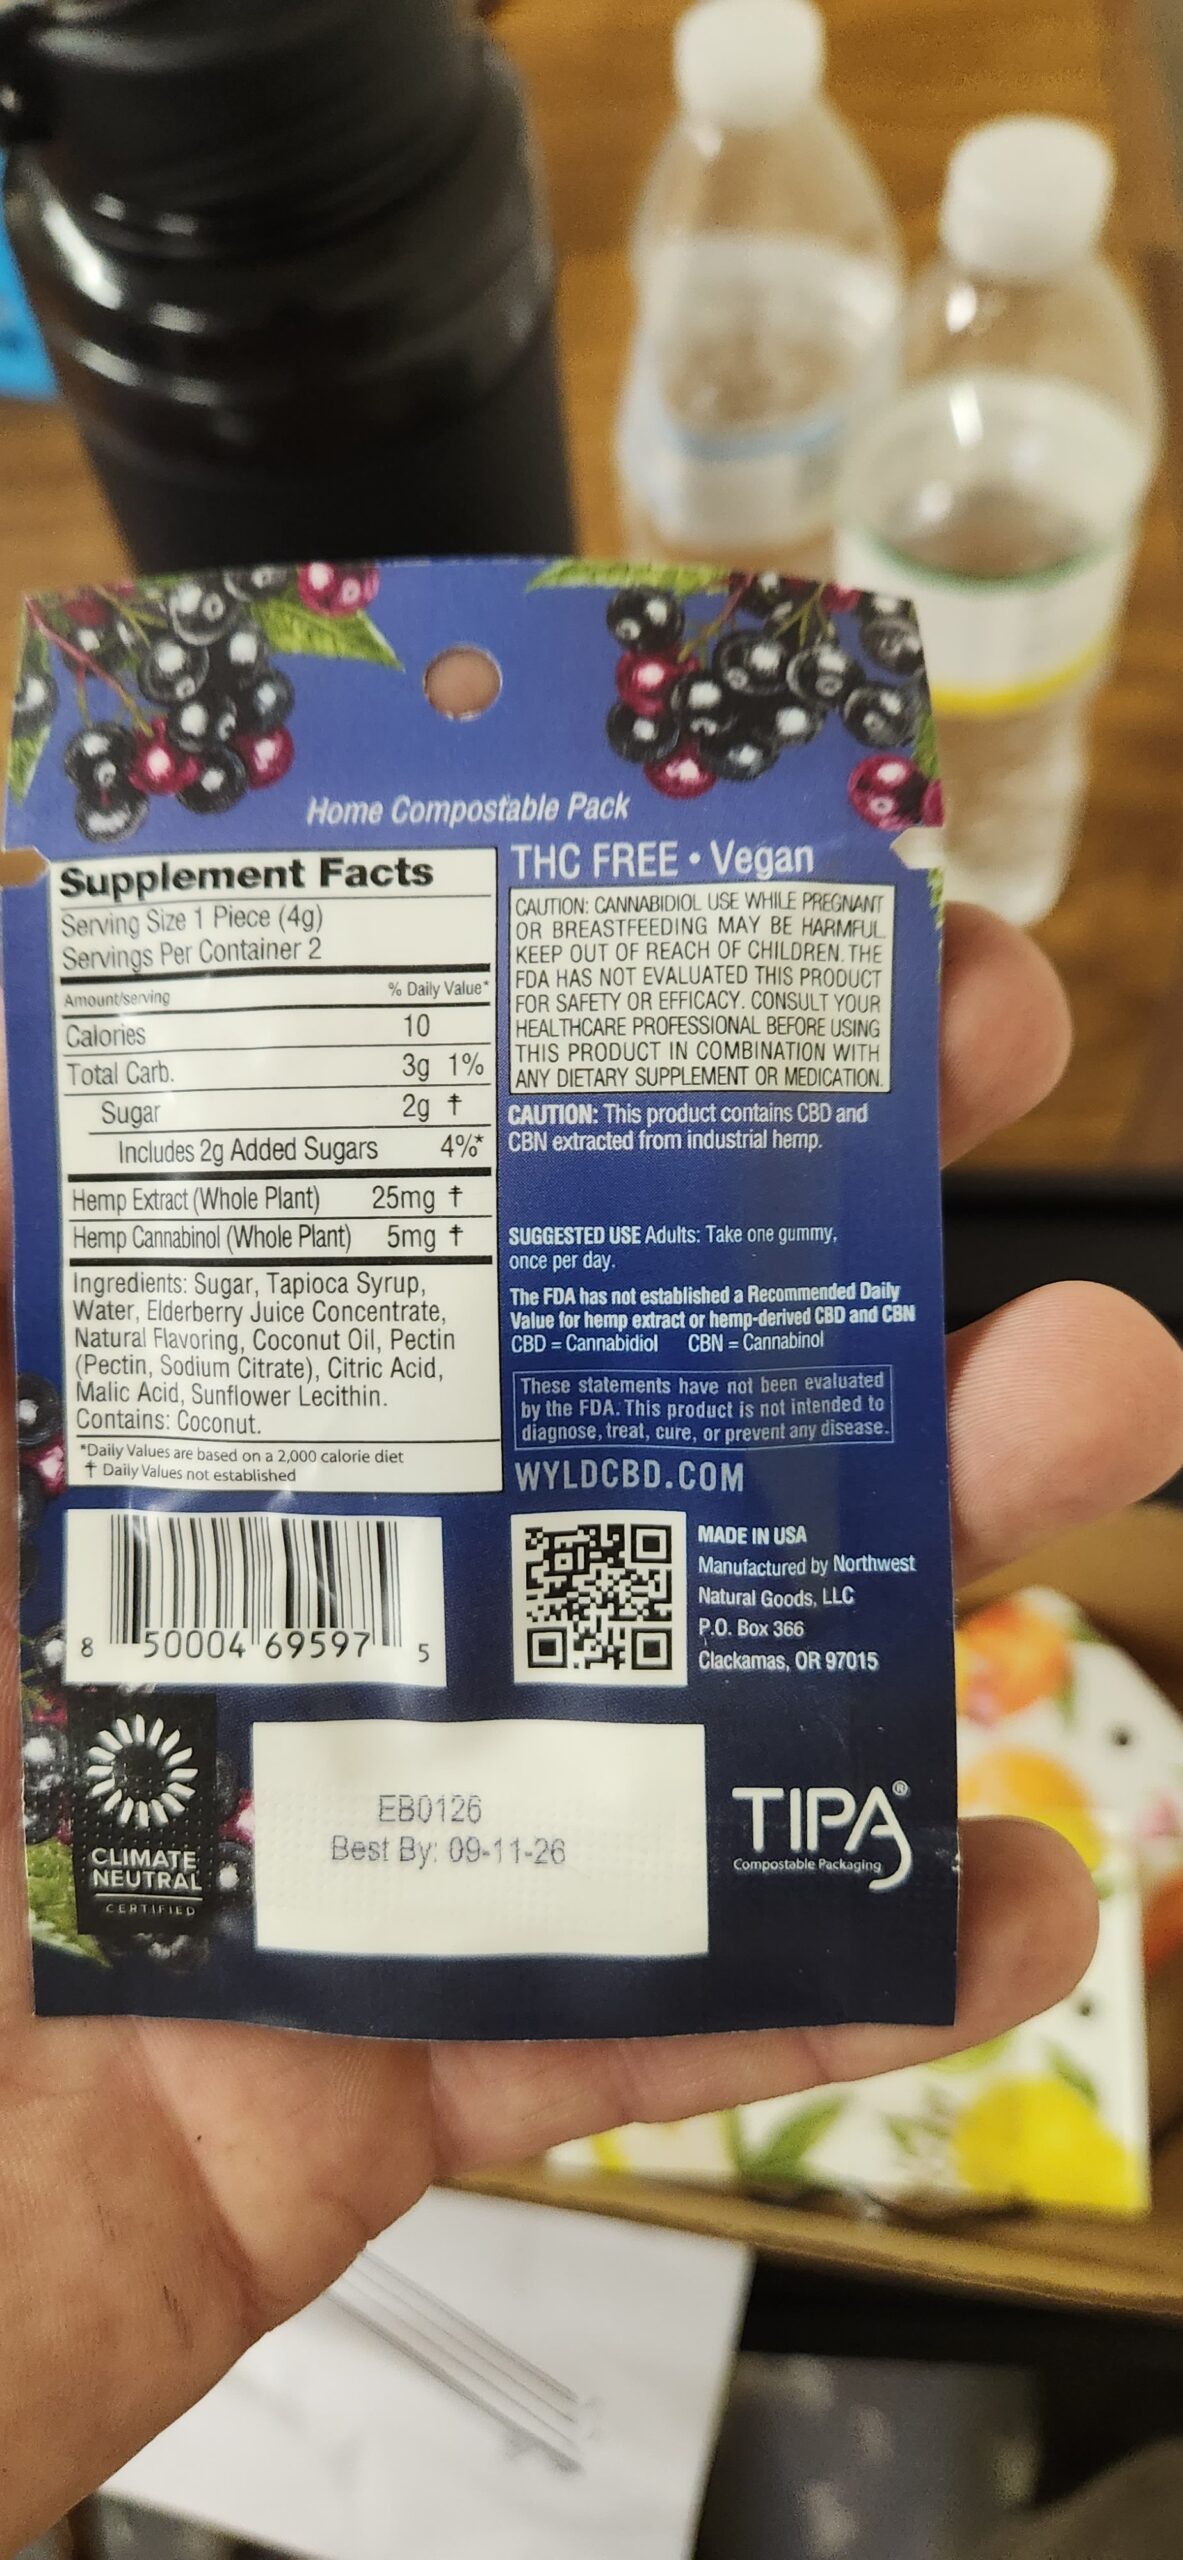 Home Compostable Pack
Supplement Facts
Serving Size 1 Piece (4g)
Servings Per Container 2
Amount/serving % Daily Value*
Calories 10
Total Carb. 3g 1%
Sugar 2g †
Includes 2g Added Sugars 4%*
Hemp Extract (Whole Plant) 25mg †
Hemp Cannabinol (Whole Plant) 5mg †
Ingredients: Sugar, Tapioca Syrup,
Water, Elderberry Juice Concentrate,
Natural Flavoring, Coconut Oil, Pectin
(Pectin, Sodium Citrate), Citric Acid,
Malic Acid, Sunflower Lecithin.
Contains: Coconut.
*Daily Values are based on a 2,000 calorie diet
† Daily Values not established
THC FREE • Vegan
CAUTION: CANNABIDIOL USE WHILE PREGNANT
OR BREASTFEEDING MAY BE HARMFUL.
KEEP OUT OF REACH OF CHILDREN. THE
FDA HAS NOT EVALUATED THIS PRODUCT
FOR SAFETY OR EFFICACY. CONSULT YOUR
HEALTHCARE PROFESSIONAL BEFORE USING
THIS PRODUCT IN COMBINATION WITH
ANY DIETARY SUPPLEMENT OR MEDICATION.
CAUTION: This product contains CBD and
CBN extracted from industrial hemp.
SUGGESTED USE Adults: Take one gummy,
once per day.
The FDA has not established a Recommended Daily
Value for hemp extract or hemp-derived CBD and CBN
CBD = Cannabidiol CBN = Cannabinol
These statements have not been evaluated
by the FDA. This product is not intended to
diagnose, treat, cure, or prevent any disease.
WYLDCBD.COM
8 50004 69597 5
MADE IN USA
Manufactured by Northwest
Natural Goods, LLC
P.O. Box 366
Clackamas, OR 97015
CLIMATE
NEUTRAL
CERTIFIED
EB0126
Best By: 09-11-26
TIPA®
Compostable Packaging